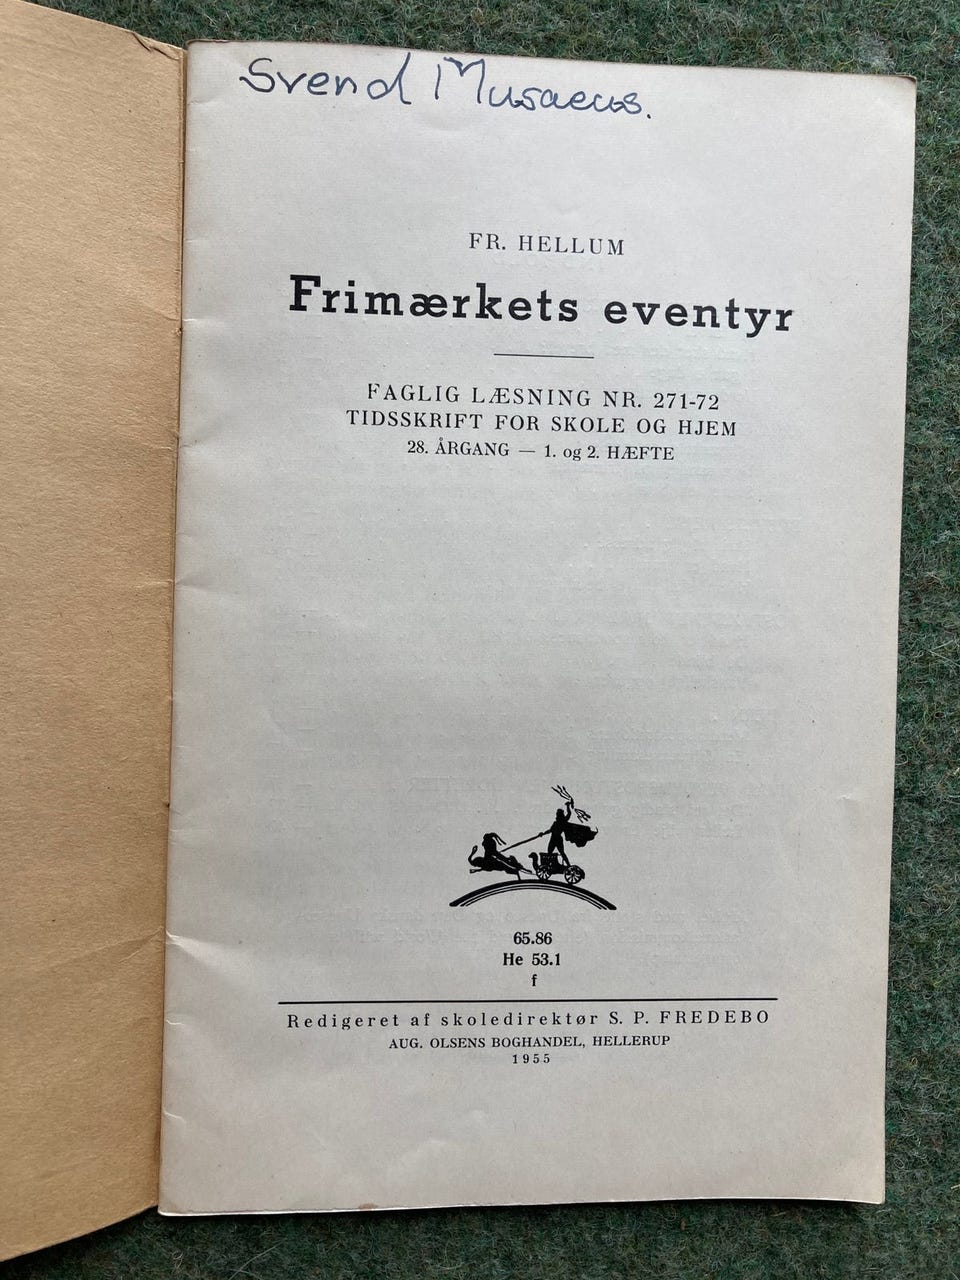 Svend Musaeus.
FR. HELLUM
Frimærkets eventyr
FAGLIG LÆSNING NR. 271-72
TIDSSKRIFT FOR SKOLE OG HJEM
28. ÅRGANG — 1. og 2. HÆFTE
65.86
He 53.1
f
Redigeret af skoledirektør S. P. FREDEBO
AUG. OLSENS BOGHANDEL, HELLERUP
1955